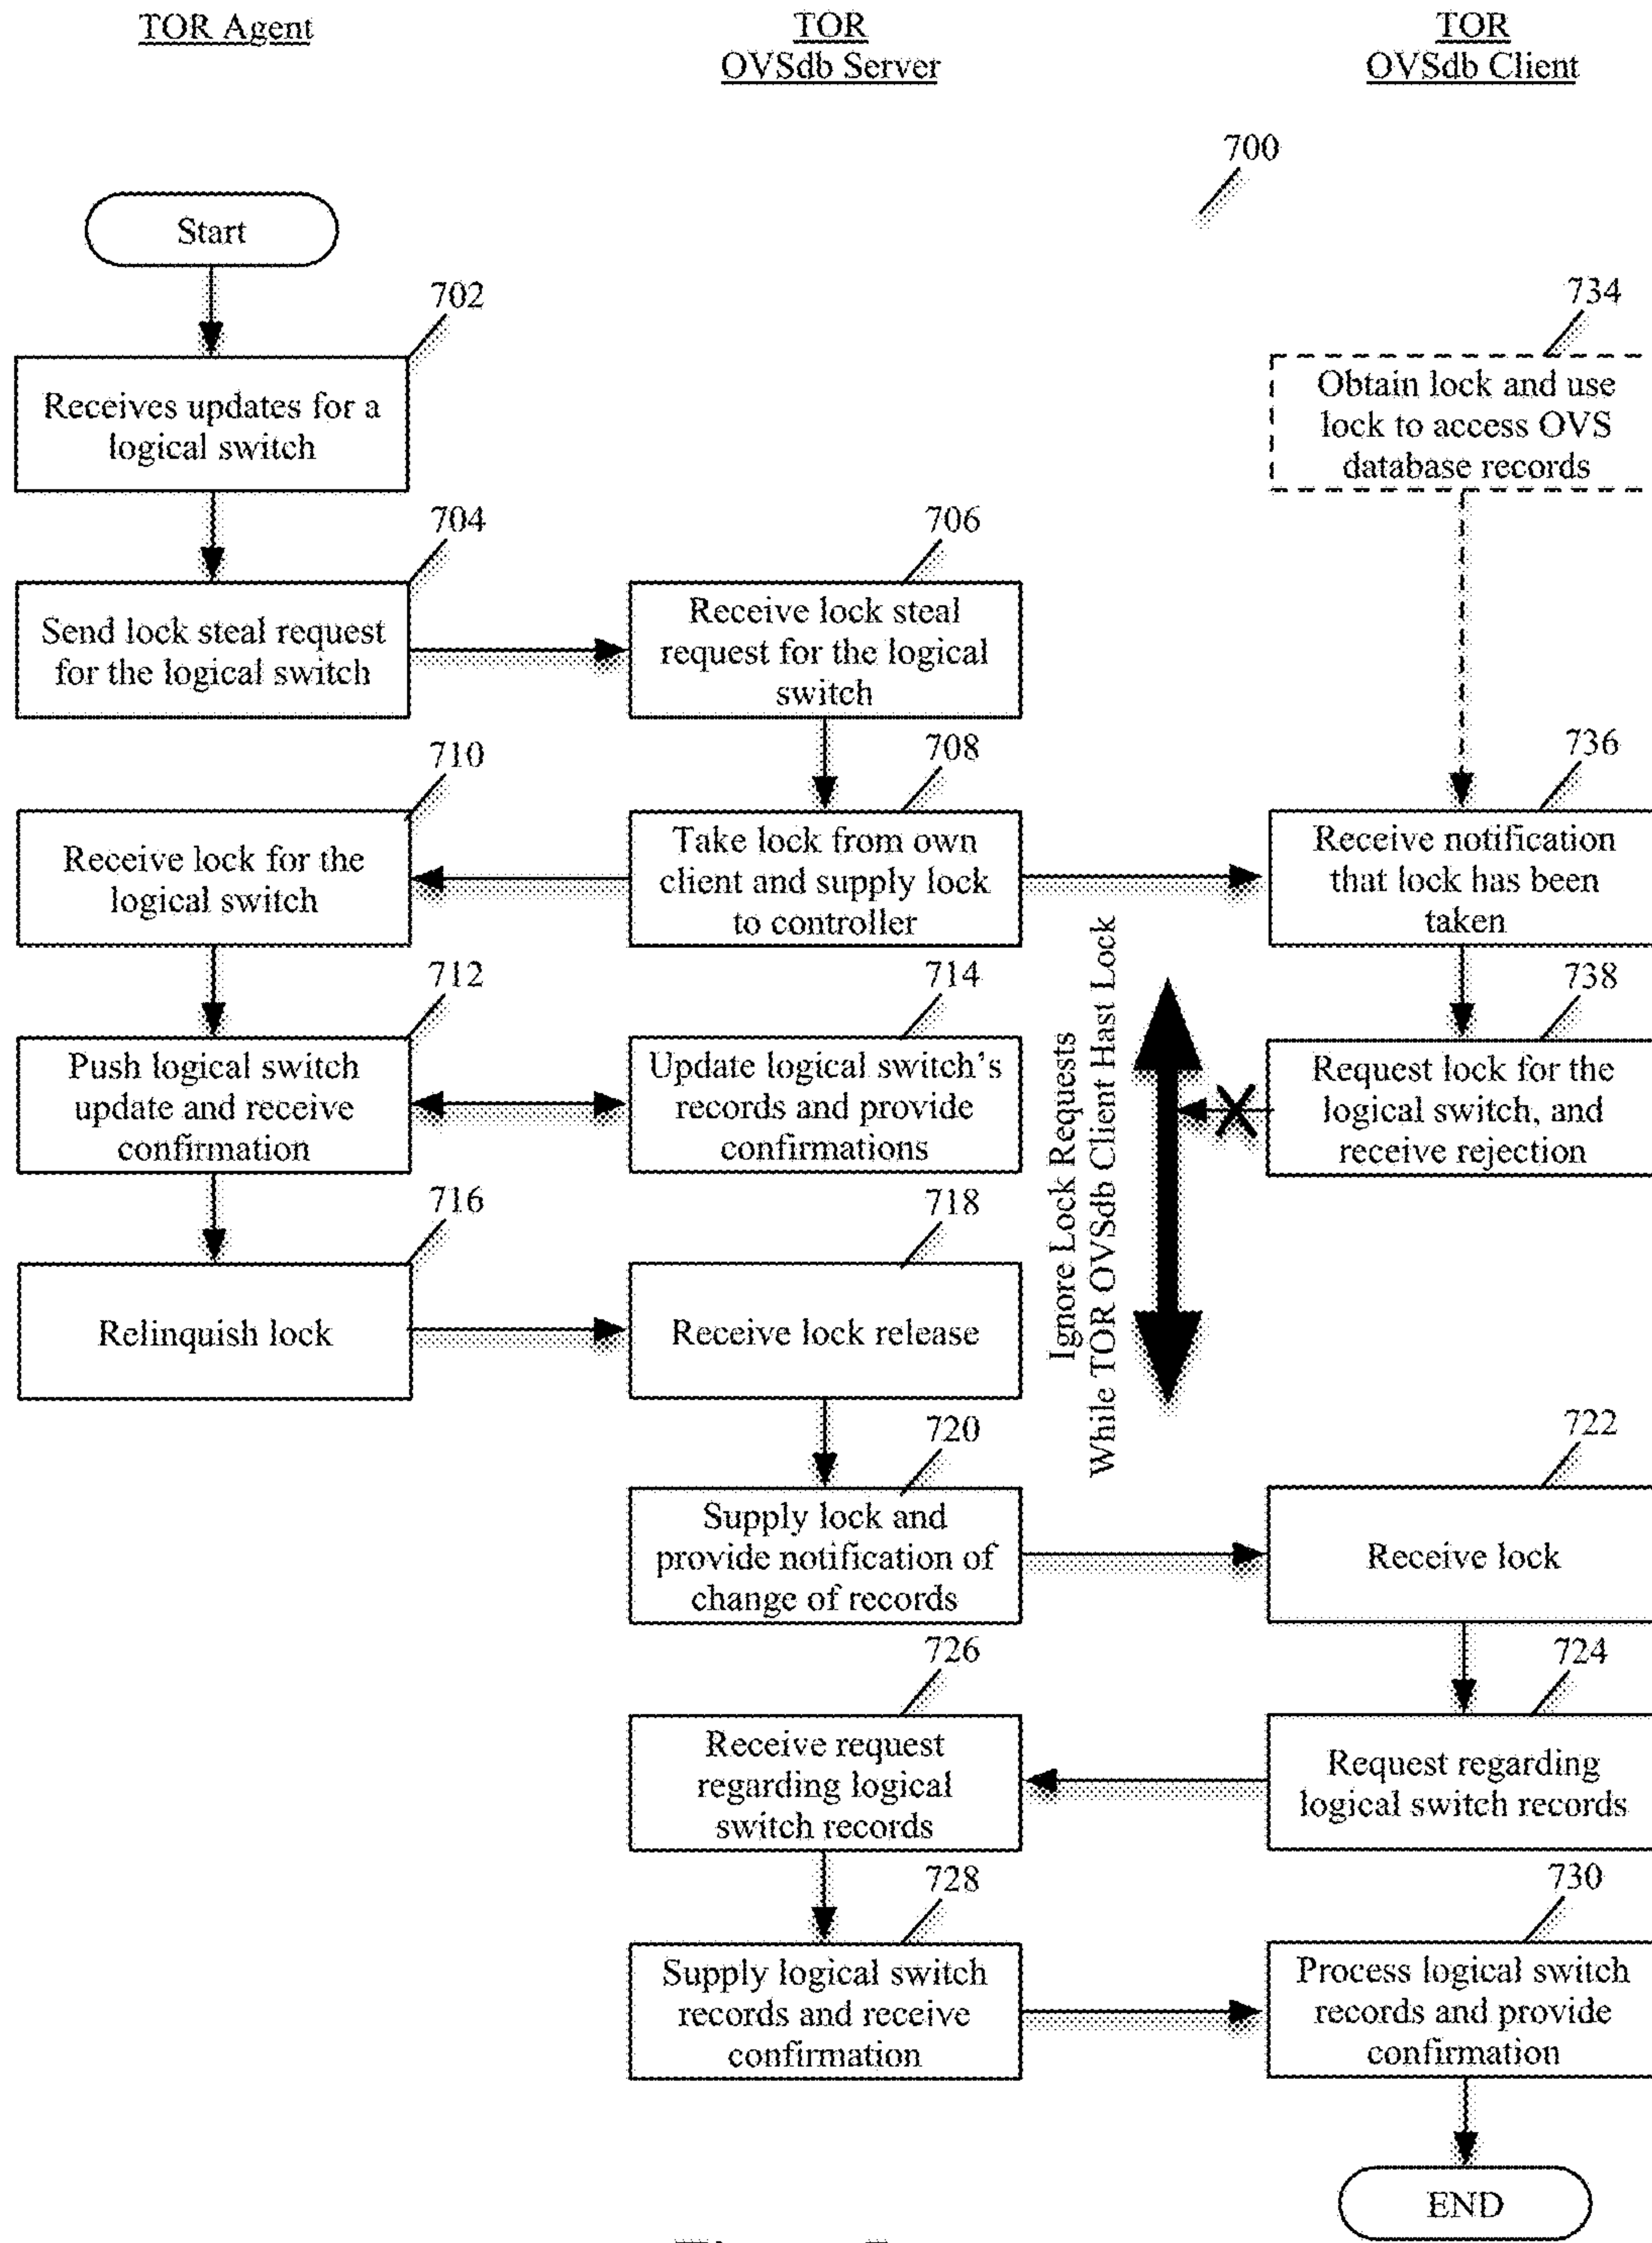 TOR Agent
TOR
OVSdb Server
TOR
OVSdb Client
700
Start
702
Receives updates for a
logical switch
734
Obtain lock and use
lock to access OVS
database records
704
Send lock steal request
for the logical switch
706
Receive lock steal
request for the logical
switch
710
Receive lock for the
logical switch
708
Take lock from own
client and supply lock
to controller
736
Receive notification
that lock has been
taken
712
Push logical switch
update and receive
confirmation
714
Update logical switch's
records and provide
confirmations
Ignore Lock Requests
While TOR OVSdb Client Hast Lock
738
Request lock for the
logical switch, and
receive rejection
716
Relinquish lock
718
Receive lock release
720
Supply lock and
provide notification of
change of records
722
Receive lock
726
Receive request
regarding logical
switch records
724
Request regarding
logical switch records
728
Supply logical switch
records and receive
confirmation
730
Process logical switch
records and provide
confirmation
END